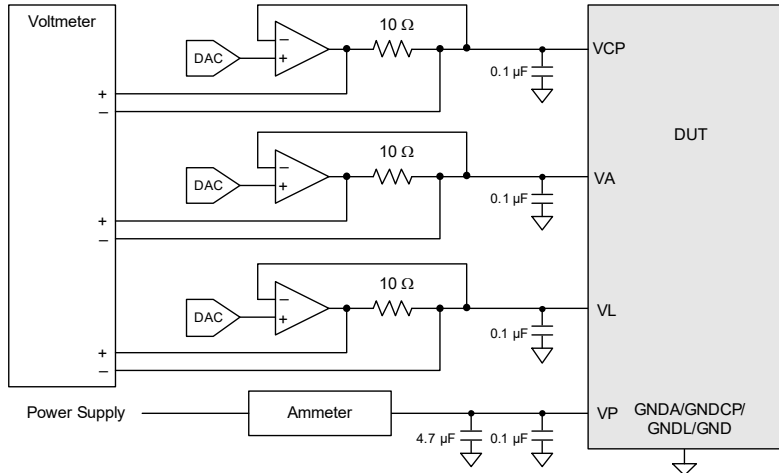 Voltmeter
10 Ω
DAC
−
+
VCP
0.1 µF
+
−
DUT
10 Ω
DAC
−
+
VA
0.1 µF
+
−
10 Ω
DAC
−
+
VL
0.1 µF
+
−
Power Supply
Ammeter
VP
4.7 µF
0.1 µF
GNDA/GNDCP/
GNDL/GND